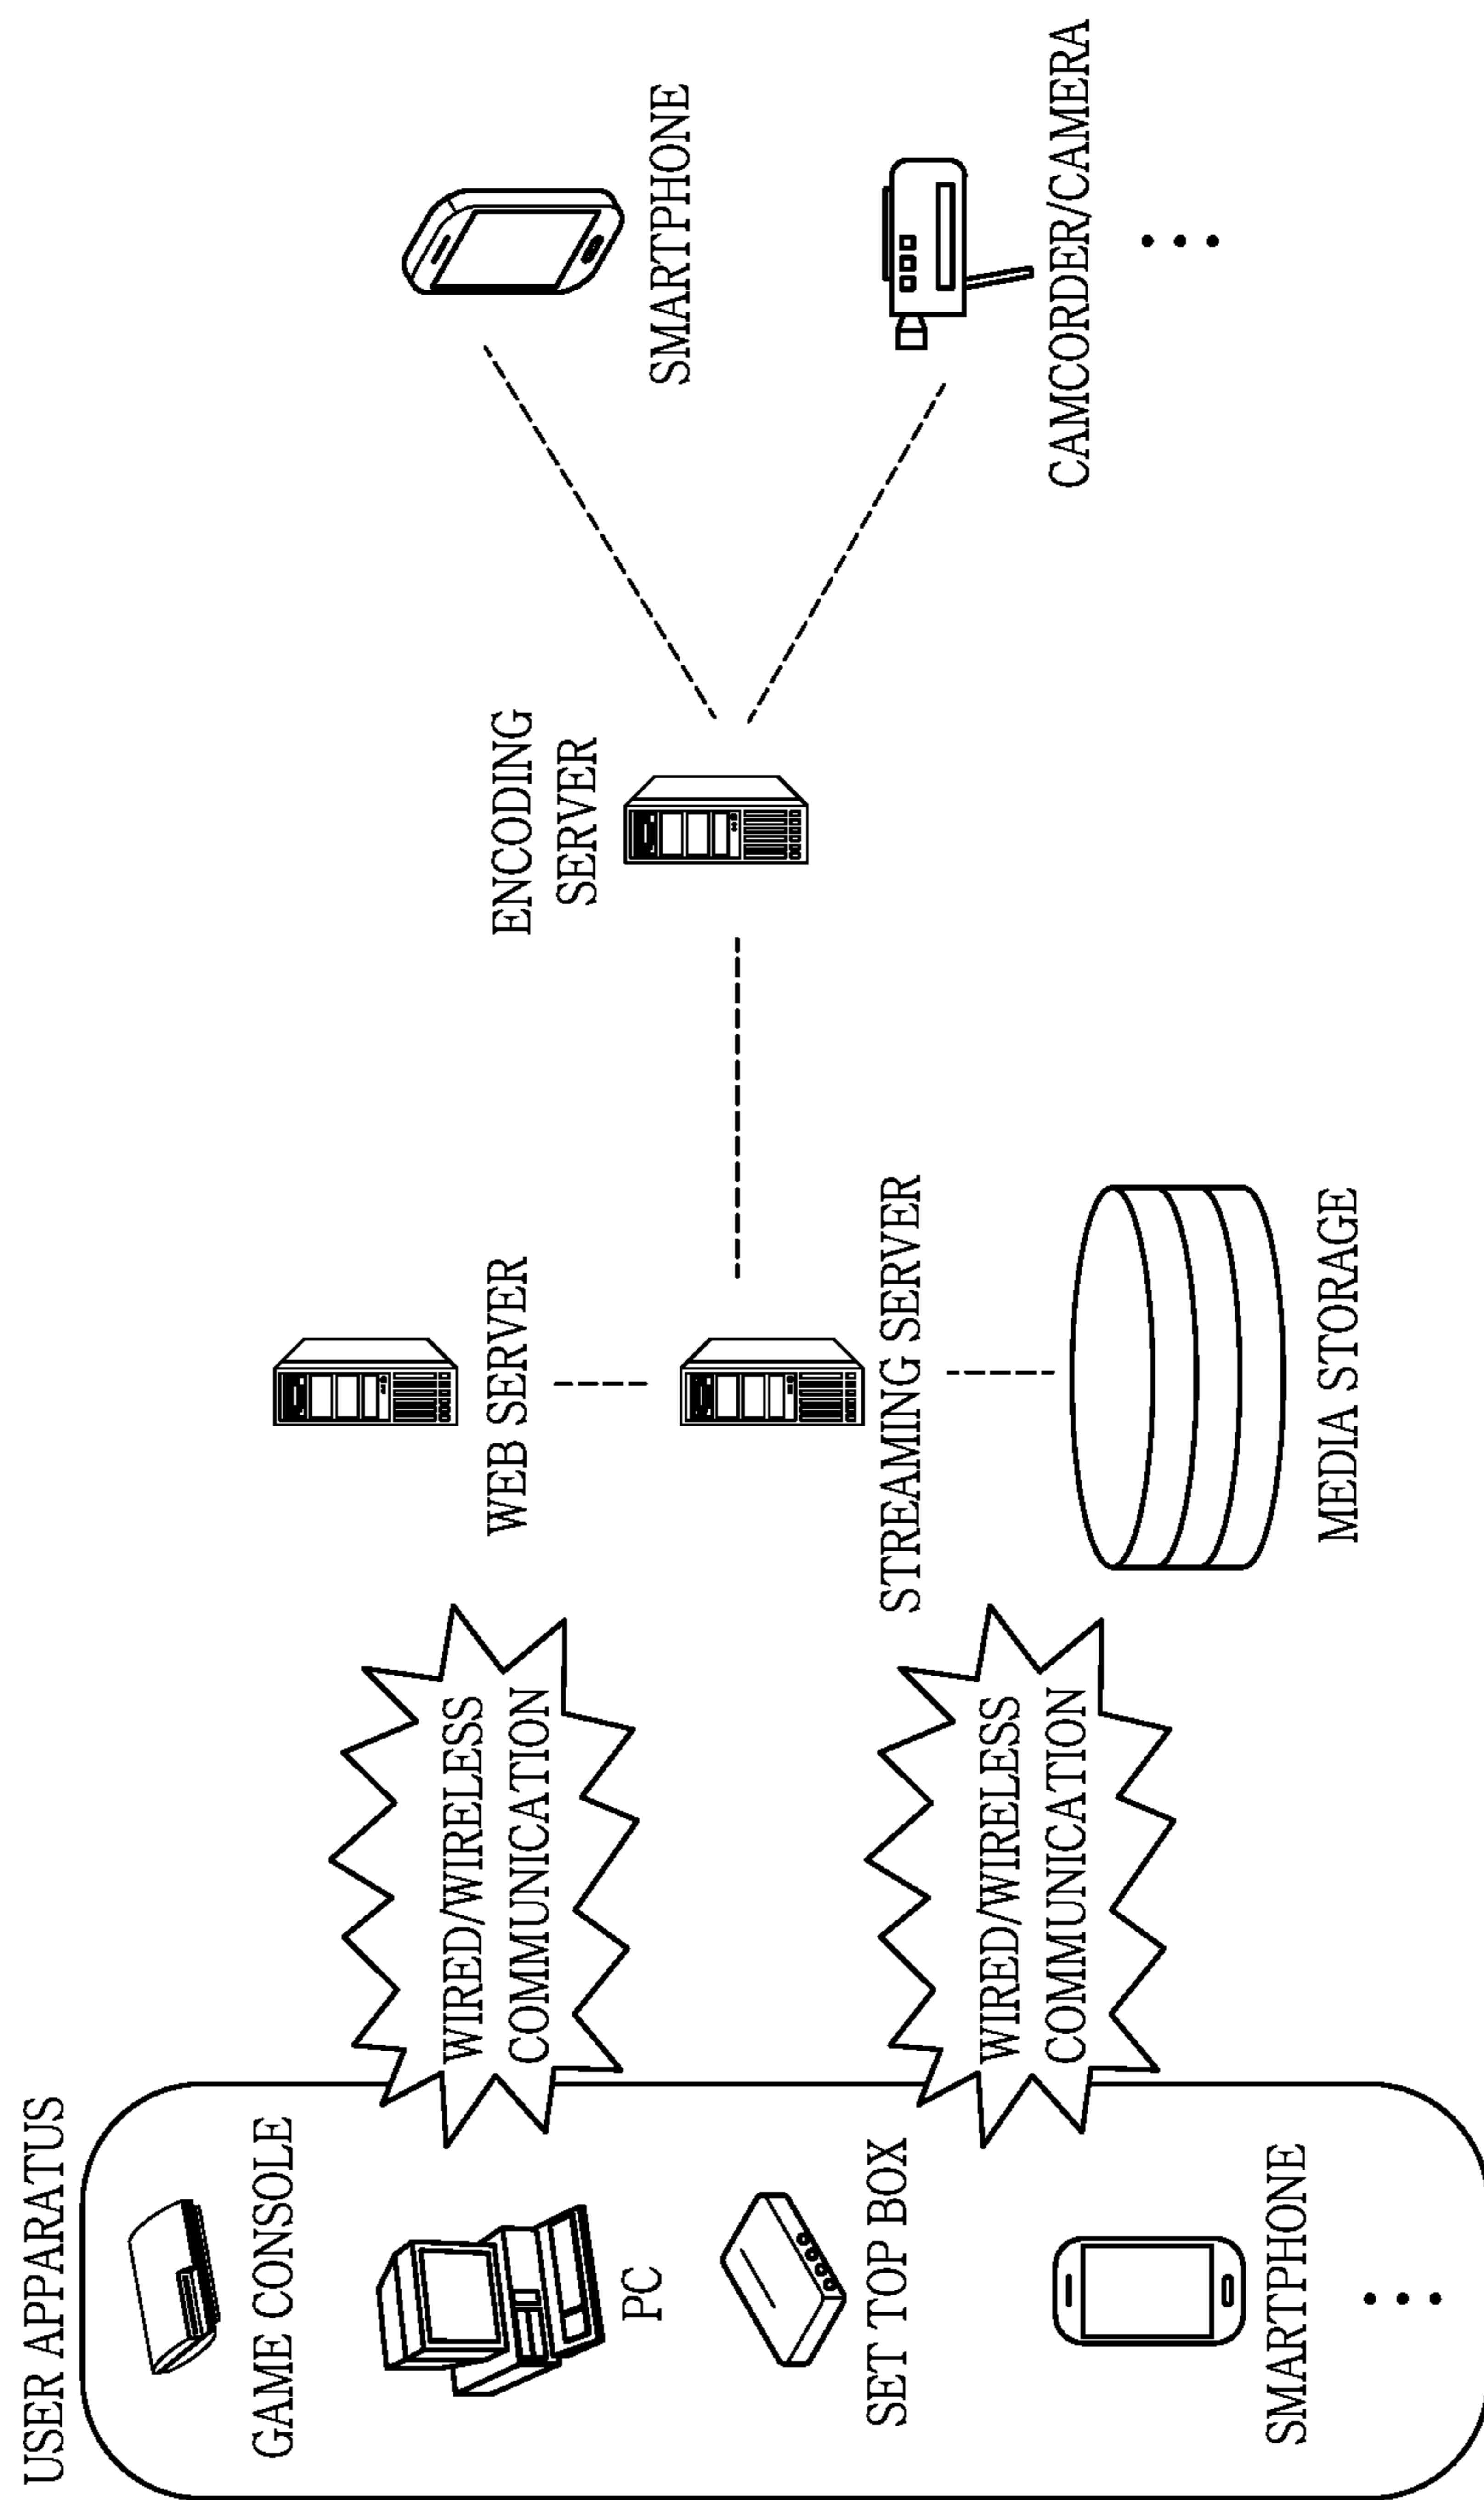 USER APPARATUS
GAME CONSOLE
PC
SET TOP BOX
SMARTPHONE
WIRED/WIRELESS
COMMUNICATION
WIRED/WIRELESS
COMMUNICATION
WEB SERVER
STREAMING SERVER
MEDIA STORAGE
ENCODING
SERVER
SMARTPHONE
CAMCORDER/CAMERA